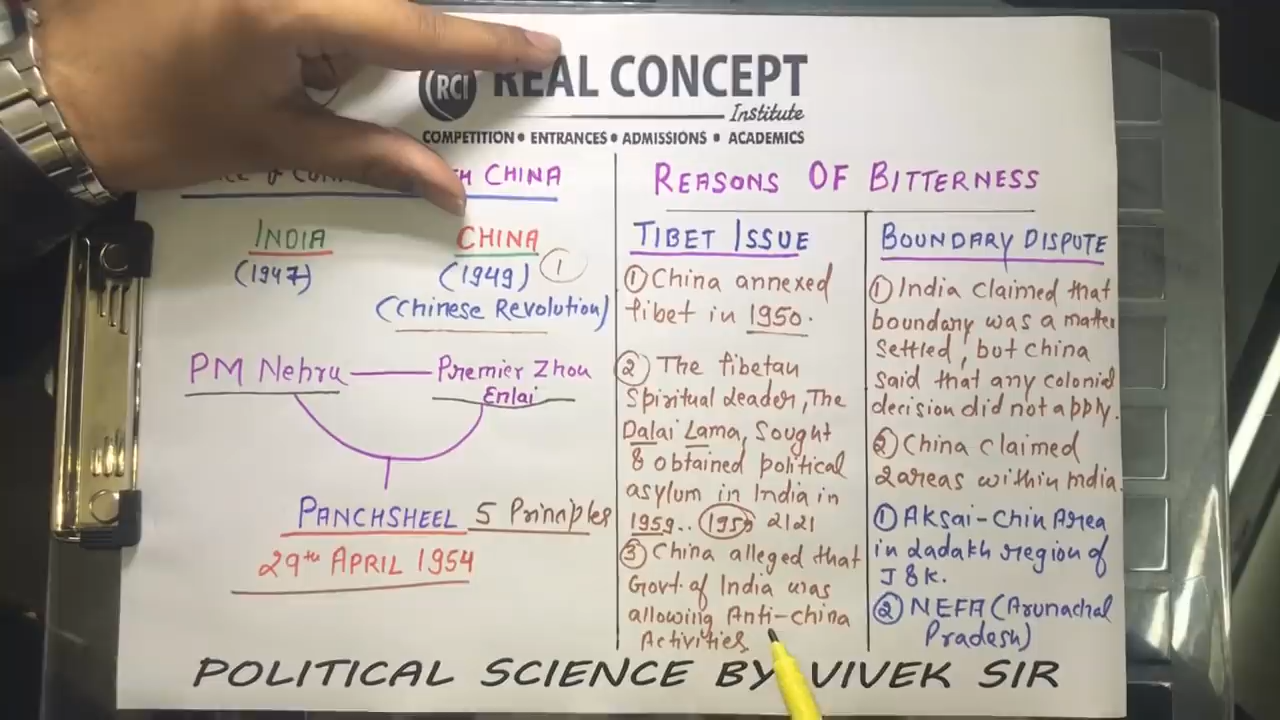 RCI REAL CONCEPT
Institute
COMPETITION • ENTRANCES • ADMISSIONS • ACADEMICS
CHINA
INDIA CHINA
(1947) (1949) 1
(Chinese Revolution)
PM Nehru — Premier Zhou
Enlai
PANCHSHEEL 5 Principles
29th APRIL 1954
REASONS OF BITTERNESS
TIBET ISSUE
① China annexed
tibet in 1950.
② The tibetan
Spiritual Leader, The
Dalai Lama, Sought
& obtained political
asylum in India in
1959.. 1950 2121
③ China alleged that
Govt. of India was
allowing Anti-china
Activities
BOUNDARY DISPUTE
① India claimed that
boundary was a matter
settled, but china
said that any colonial
decision did not apply.
② China claimed
2 areas within India.
① Aksai-Chin Area
in Ladakh region of
J&K.
② NEFA (Arunachal
Pradesh)
POLITICAL SCIENCE BY VIVEK SIR